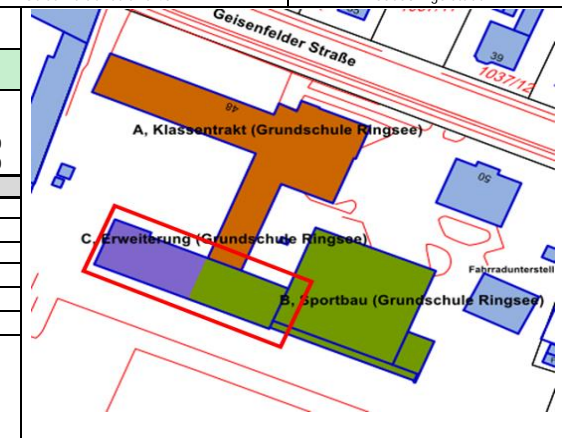 Geisenfelder Straße
39
1037/12
48
A, Klassentrakt (Grundschule Ringsee)
50
C, Erweiterung (Grundschule Ringsee)
Fahrradunterstell
B, Sportbau (Grundschule Ringsee)